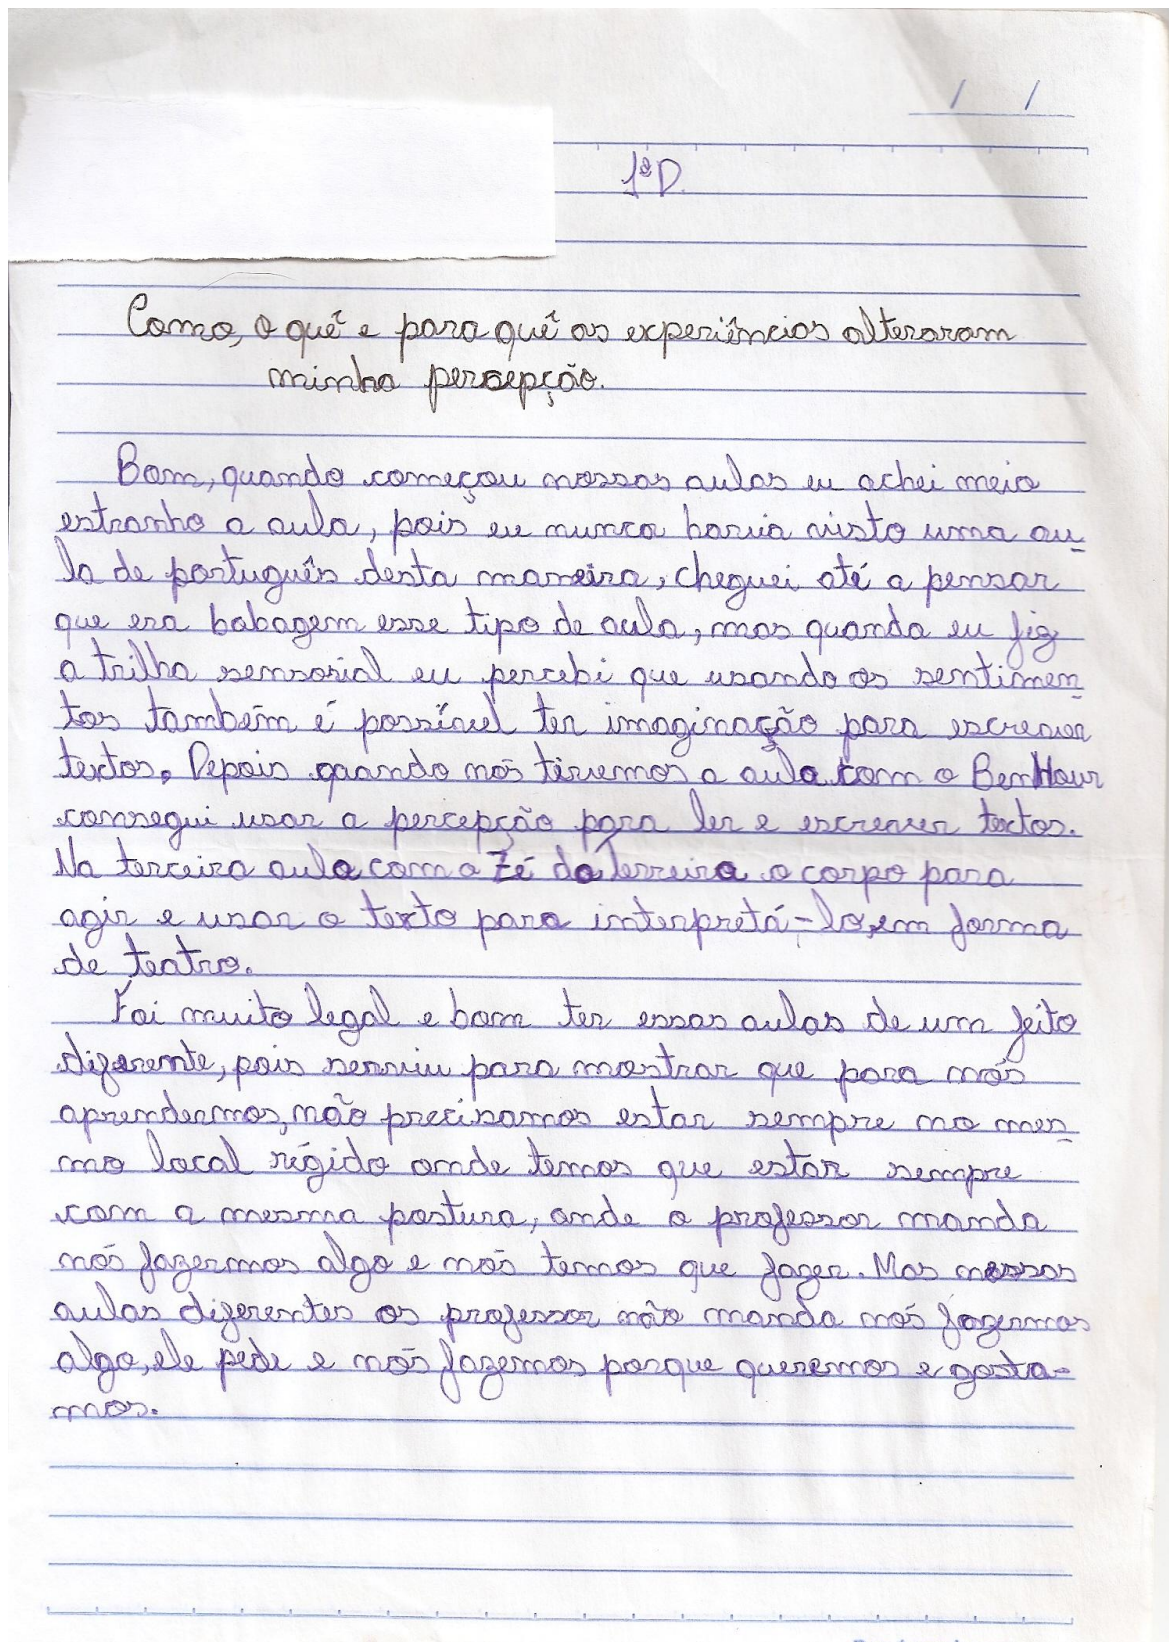 / /
1ª D.
Como, o quê e para quê as experiências alteraram
minha percepção.
Bom, quando começou nossas aulas eu achei meio
estranho a aula, pois eu nunca havia visto uma au-
la de português desta maneira, cheguei até a pensar
que era bobagem esse tipo de aula, mas quando eu fiz
a trilha sensorial eu percebi que usando os sentimen-
tos também é possível ter imaginação para escrever
textos. Depois quando nós tivemos a aula com o BenHour
consegui usar a percepção para ler e escrever textos.
Na terceira aula com o Zé do Terreiro o corpo para
agir e usar o texto para interpretá-lo, em forma
de teatro.
Foi muito legal e bom ter essas aulas de um jeito
diferente, pois serviu para mostrar que para nós
aprendermos, não precisamos estar sempre no mes-
mo local régido onde temos que estar sempre
com a mesma postura, onde o professor manda
nós fazermos algo e nós temos que fazer. Mas nessas
aulas diferentes os professor não manda nós fazermos
algo, ele pede e nós fazemos porque queremos e gosta-
mos.